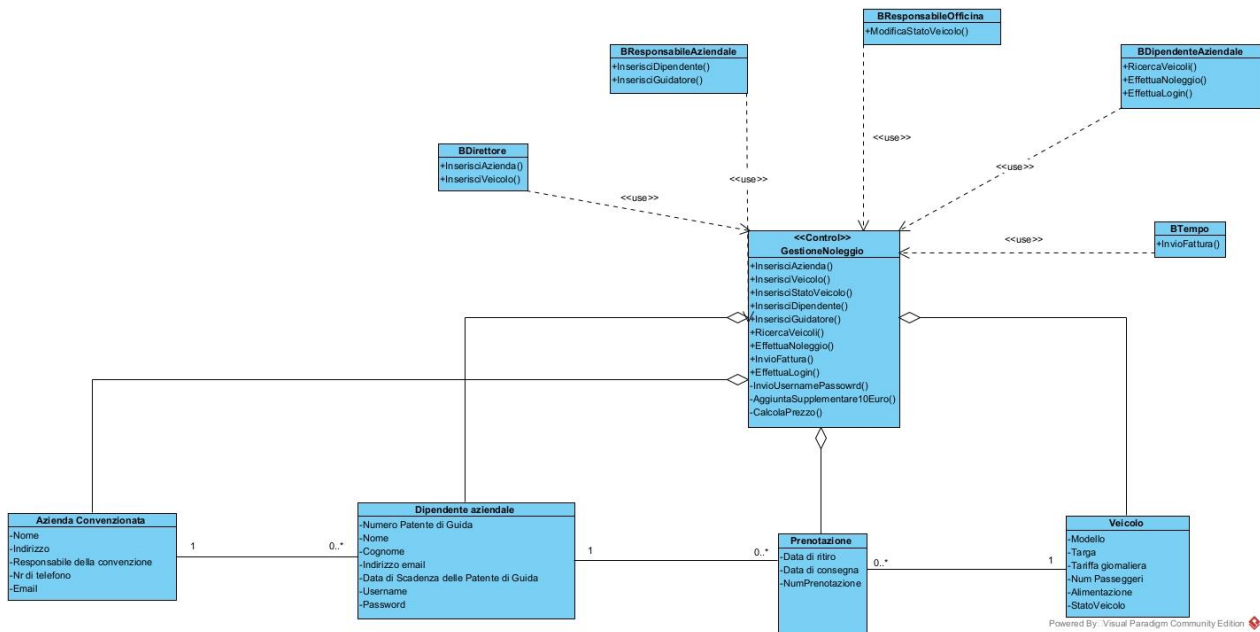 BResponsabileOfficina
+ModificaStatoVeicolo()
BResponsabileAziendale
+InserisciDipendente()
+InserisciGuidatore()
BDipendenteAziendale
+RicercaVeicoli()
+EffettuaNoleggio()
+EffettuaLogin()
BDirettore
+InserisciAzienda()
+InserisciVeicolo()
<<use>>
<<use>>
<<use>>
<<use>>
<<use>>
BTempo
+InvioFattura()
<<Control>>
GestioneNoleggio
+InserisciAzienda()
+InserisciVeicolo()
+InserisciStatoVeicolo()
+InserisciDipendente()
+InserisciGuidatore()
+RicercaVeicoli()
+EffettuaNoleggio()
+InvioFattura()
+EffettuaLogin()
-InvioUsernamePassowrd()
-AggiuntaSupplementare10Euro()
-CalcolaPrezzo()
Azienda Convenzionata
-Nome
-Indirizzo
-Responsabile della convenzione
-Nr di telefono
-Email
1
0..*
Dipendente aziendale
-Numero Patente di Guida
-Nome
-Cognome
-Indirizzo email
-Data di Scadenza delle Patente di Guida
-Username
-Password
1
0..*
Prenotazione
-Data di ritiro
-Data di consegna
-NumPrenotazione
0..*
1
Veicolo
-Modello
-Targa
-Tariffa giornaliera
-Num Passeggeri
-Alimentazione
-StatoVeicolo
Powered By Visual Paradigm Community Edition